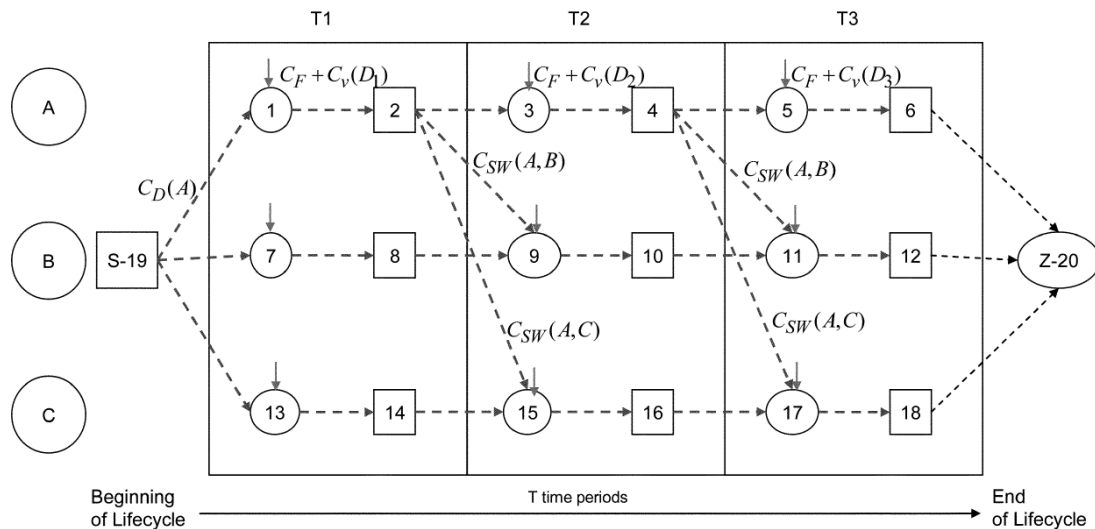 T1 T2 T3
C_F + C_v(D_1) C_F + C_v(D_2) C_F + C_v(D_3)
A 1 2 3 4 5 6
C_SW(A,B) C_SW(A,B)
C_D(A)
B S-19 7 8 9 10 11 12 Z-20
C_SW(A,C) C_SW(A,C)
C 13 14 15 16 17 18
Beginning
of Lifecycle
T time periods
End
of Lifecycle